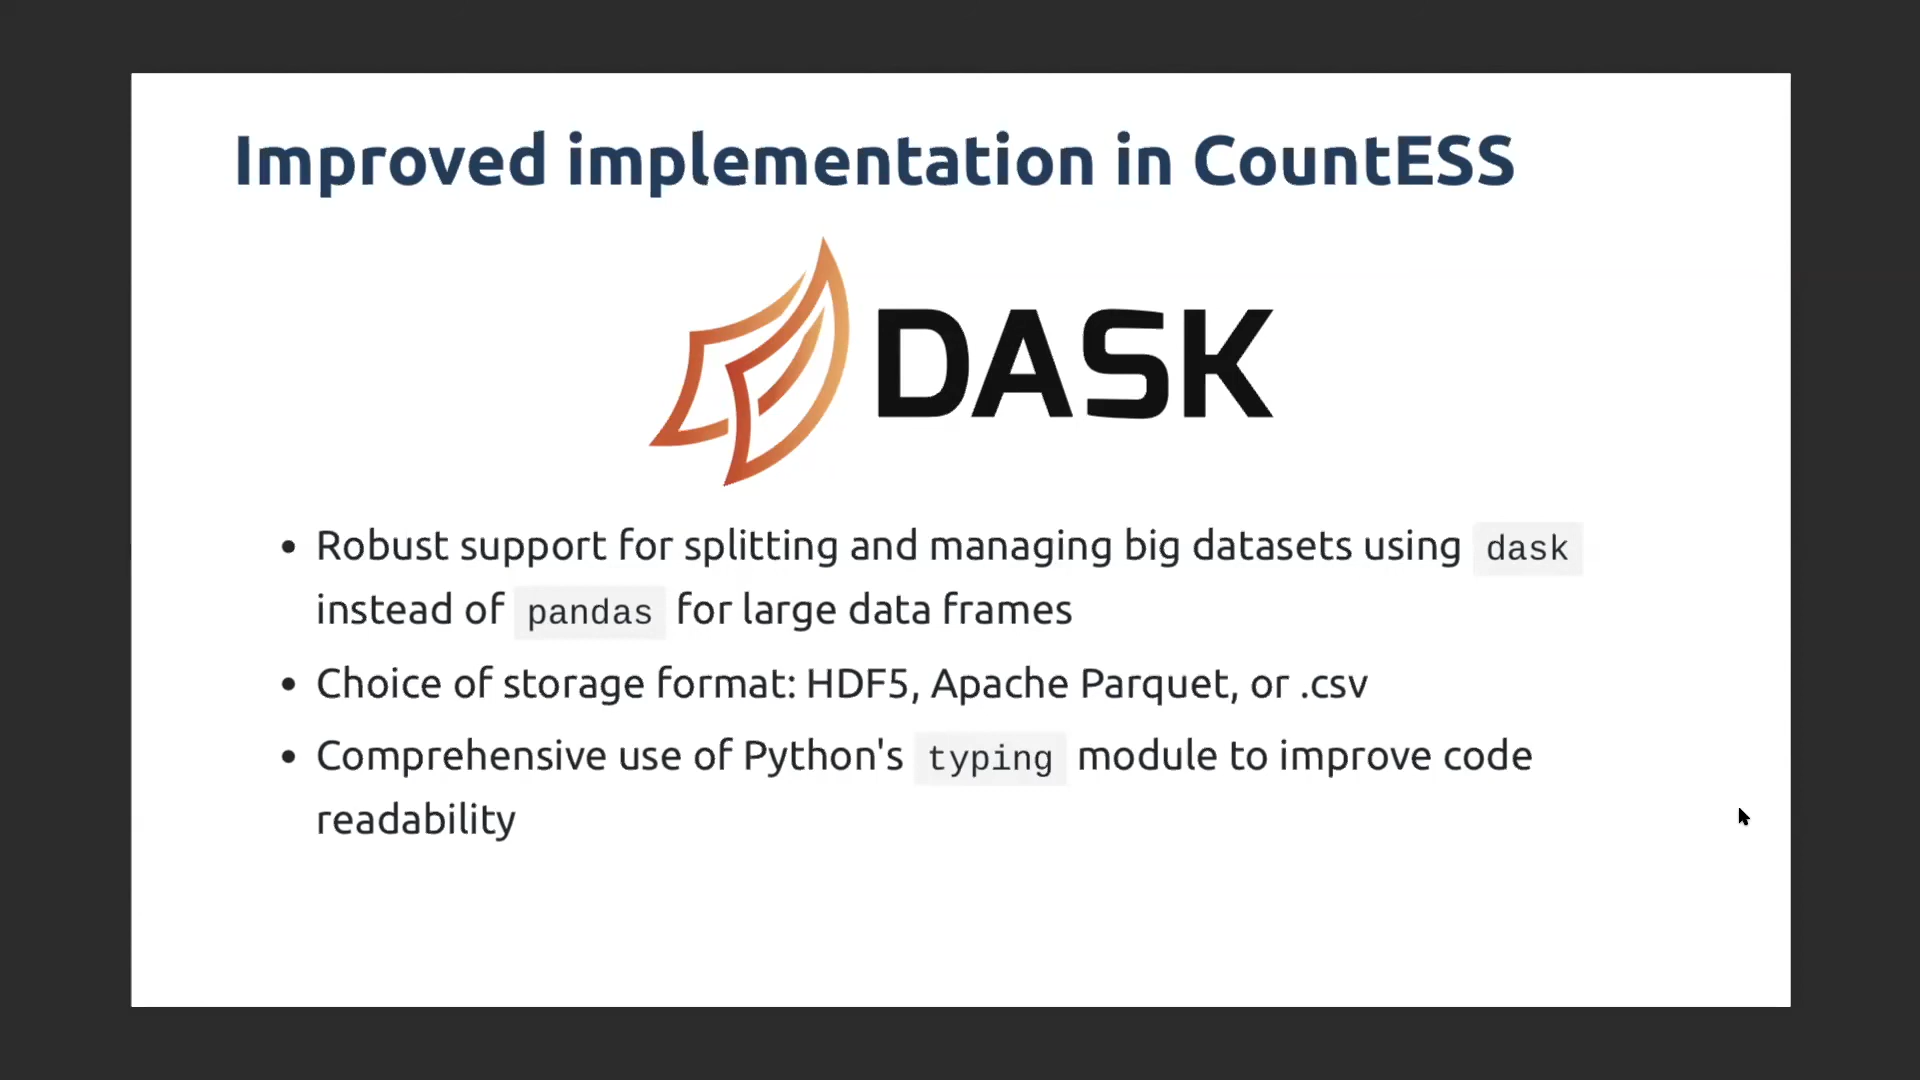 Improved implementation in CountESS
DASK
• Robust support for splitting and managing big datasets using dask
instead of pandas for large data frames
• Choice of storage format: HDF5, Apache Parquet, or .csv
• Comprehensive use of Python's typing module to improve code
readability